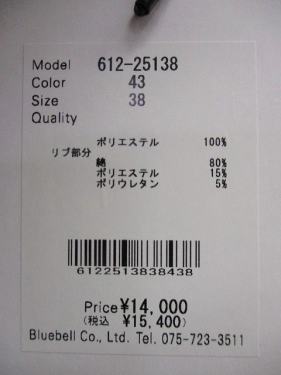 Model 612-25138
Color 43
Size 38
Quality
ポリエステル 100%
リブ部分
綿 80%
ポリエステル 15%
ポリウレタン 5%
6122513838438
Price ¥14,000
(税込 ¥15,400)
Bluebell Co., Ltd. Tel. 075-723-3511